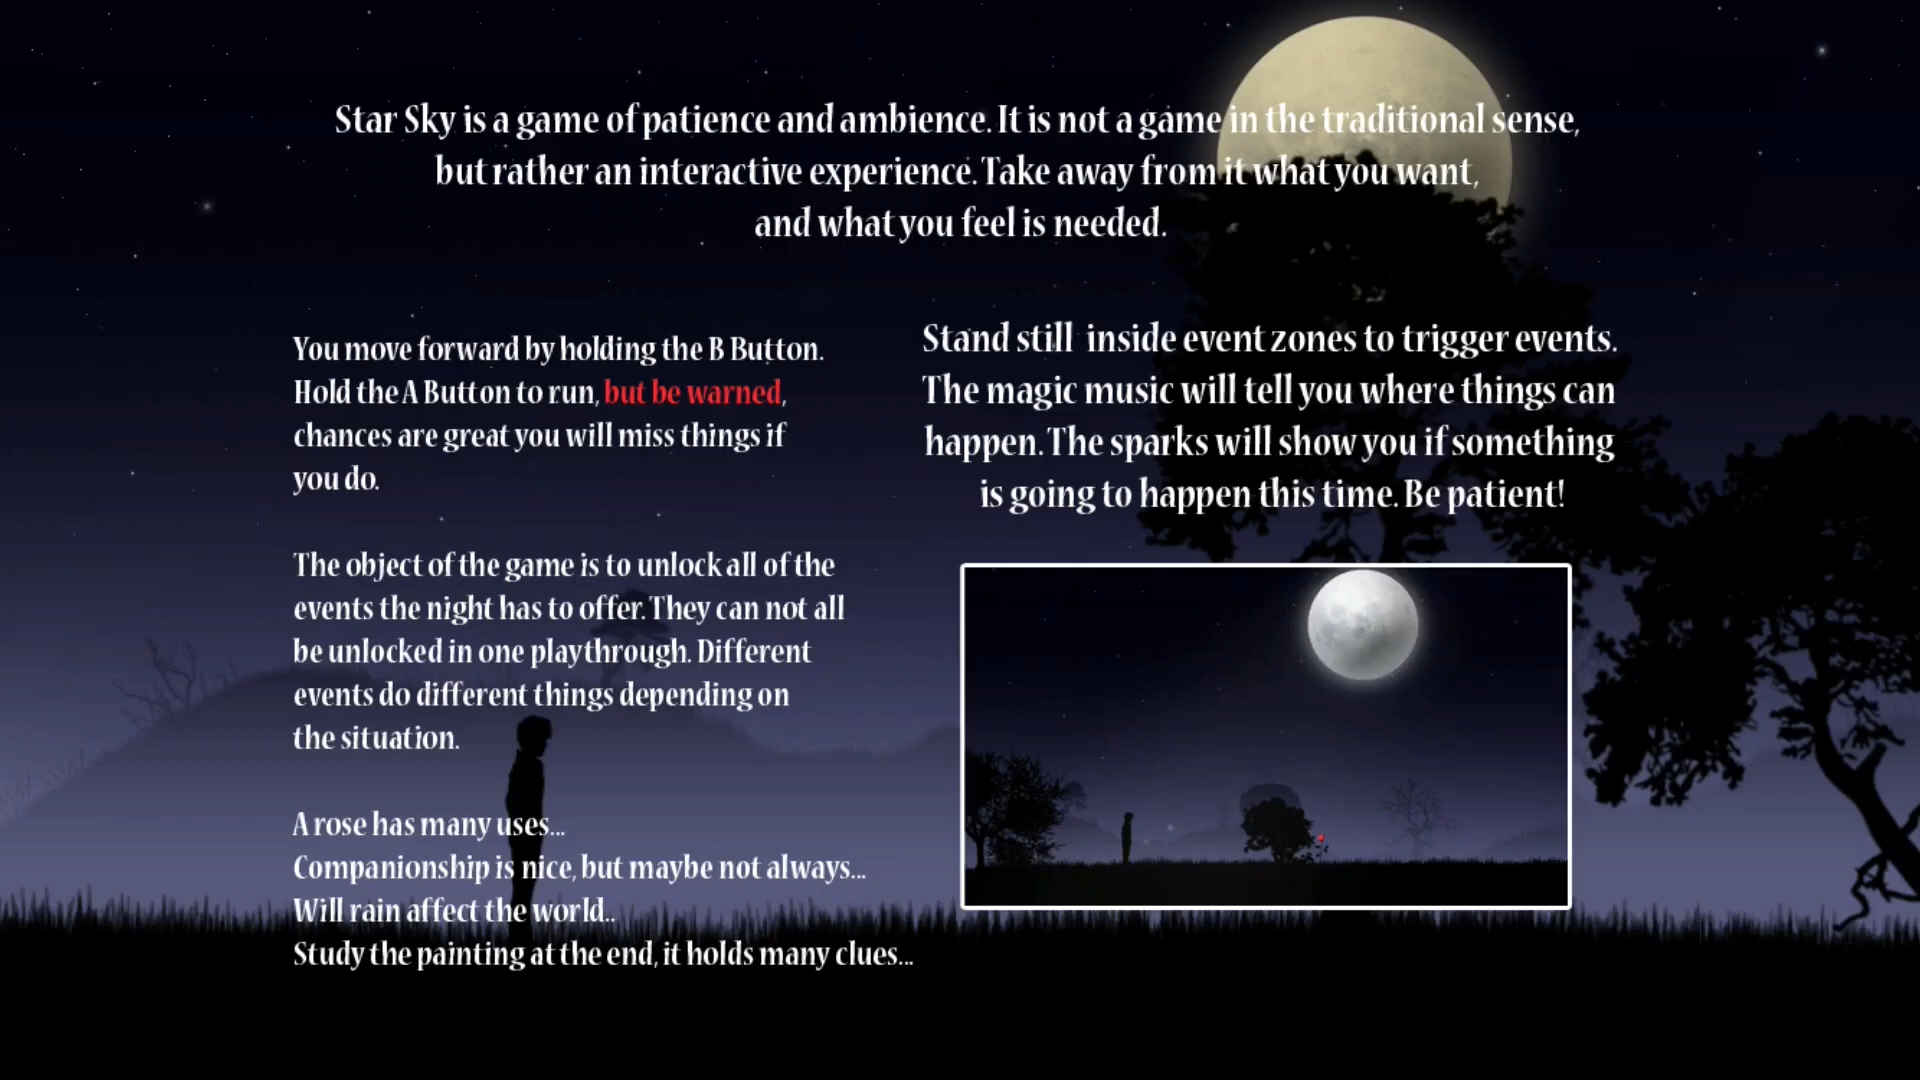 Star Sky is a game of patience and ambience. It is not a game in the traditional sense,
but rather an interactive experience. Take away from it what you want,
and what you feel is needed.
You move forward by holding the B Button.
Hold the A Button to run, but be warned,
chances are great you will miss things if
you do.
The object of the game is to unlock all of the
events the night has to offer. They can not all
be unlocked in one playthrough. Different
events do different things depending on
the situation.
A rose has many uses...
Companionship is nice, but maybe not always...
Will rain affect the world..
Study the painting at the end, it holds many clues...
Stand still inside event zones to trigger events.
The magic music will tell you where things can
happen. The sparks will show you if something
is going to happen this time. Be patient!